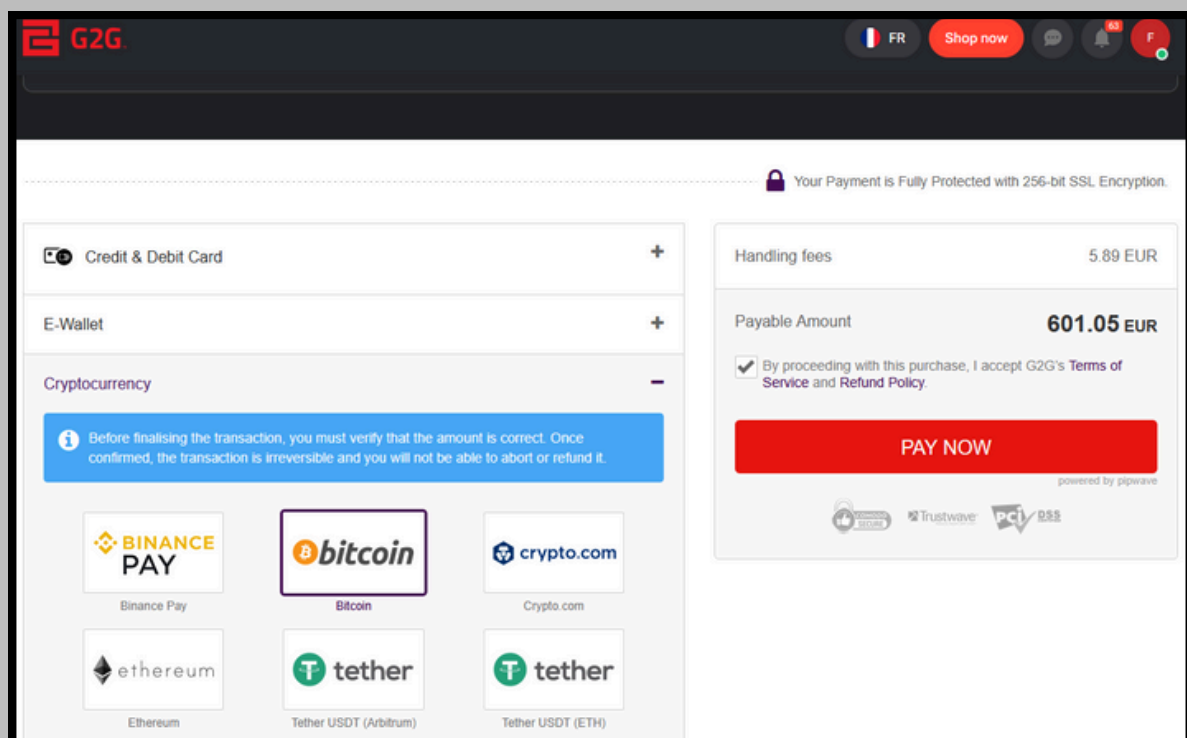 G2G
FR
Shop now
63
F
Your Payment is Fully Protected with 256-bit SSL Encryption.
Credit & Debit Card
E-Wallet
Cryptocurrency
Before finalising the transaction, you must verify that the amount is correct. Once
confirmed, the transaction is irreversible and you will not be able to abort or refund it.
BINANCE
PAY
Binance Pay
bitcoin
Bitcoin
crypto.com
Crypto.com
ethereum
Ethereum
tether
Tether USDT (Arbitrum)
tether
Tether USDT (ETH)
Handling fees 5.89 EUR
Payable Amount 601.05 EUR
By proceeding with this purchase, I accept G2G's Terms of
Service and Refund Policy.
PAY NOW
powered by pipwave
COMODO
SECURE
Trustwave
PCI DSS